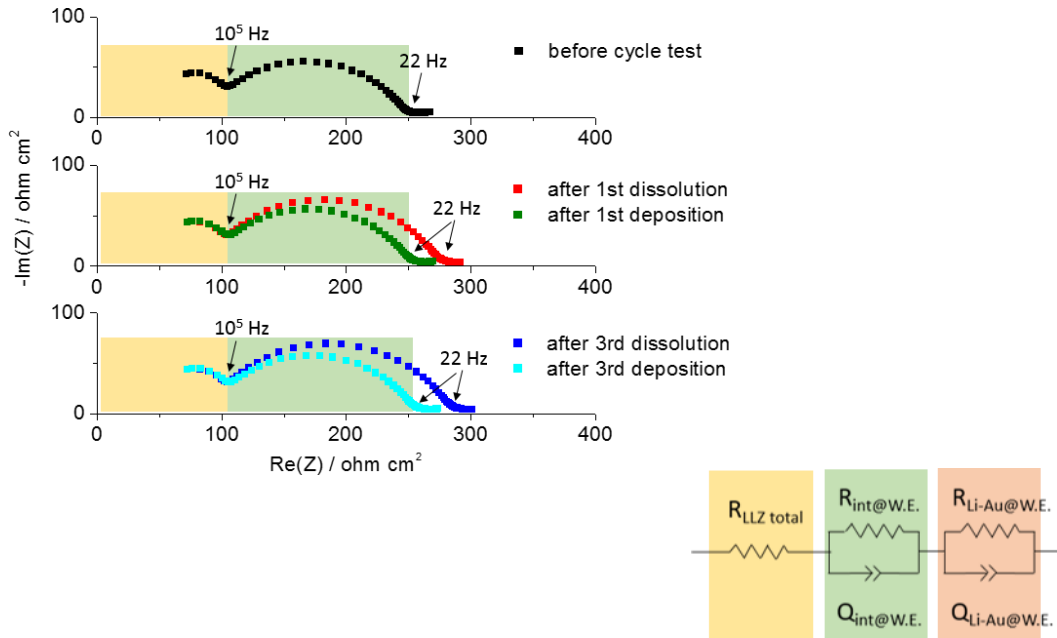 100
10⁵ Hz
before cycle test
22 Hz
0
0 100 200 300 400
100
10⁵ Hz
after 1st dissolution
after 1st deposition
22 Hz
0
0 100 200 300 400
100
10⁵ Hz
after 3rd dissolution
after 3rd deposition
22 Hz
0
0 100 200 300 400
-Im(Z) / ohm cm²
Re(Z) / ohm cm²
R_LLZ total
R_int@W.E.
R_Li-Au@W.E.
Q_int@W.E.
Q_Li-Au@W.E.